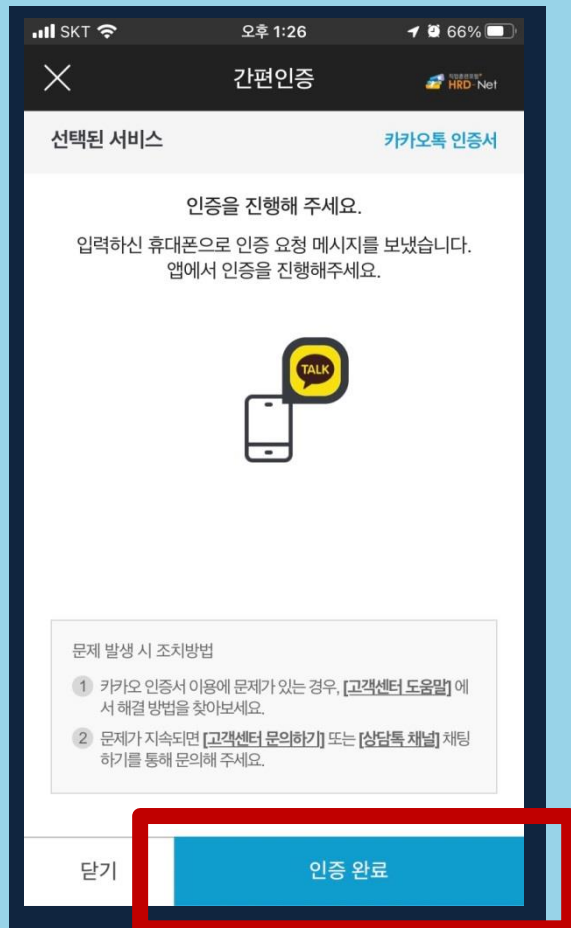 SKT 오후 1:26 66%
간편인증 직업훈련포털 HRD-Net
선택된 서비스 카카오톡 인증서
인증을 진행해 주세요.
입력하신 휴대폰으로 인증 요청 메시지를 보냈습니다.
앱에서 인증을 진행해주세요.
TALK
문제 발생 시 조치방법
1 카카오 인증서 이용에 문제가 있는 경우, [고객센터 도움말] 에
서 해결 방법을 찾아보세요.
2 문제가 지속되면 [고객센터 문의하기] 또는 [상담톡 채널] 채팅
하기를 통해 문의해 주세요.
닫기 인증 완료